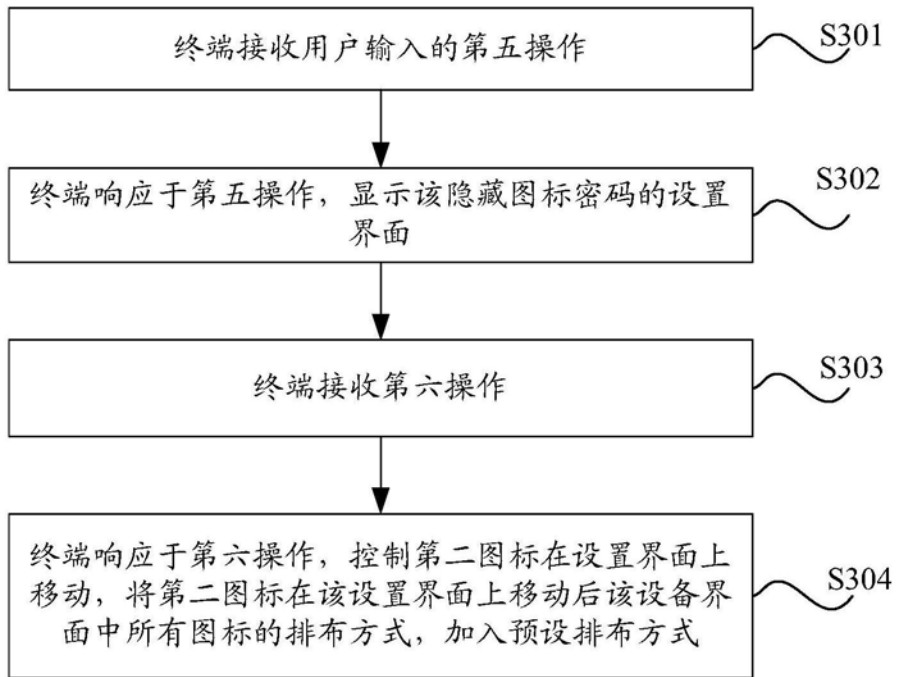 终端接收用户输入的第五操作
S301
终端响应于第五操作，显示该隐藏图标密码的设置
界面
S302
终端接收第六操作
S303
终端响应于第六操作，控制第二图标在设置界面上
移动，将第二图标在该设置界面上移动后该设备界
面中所有图标的排布方式，加入预设排布方式
S304